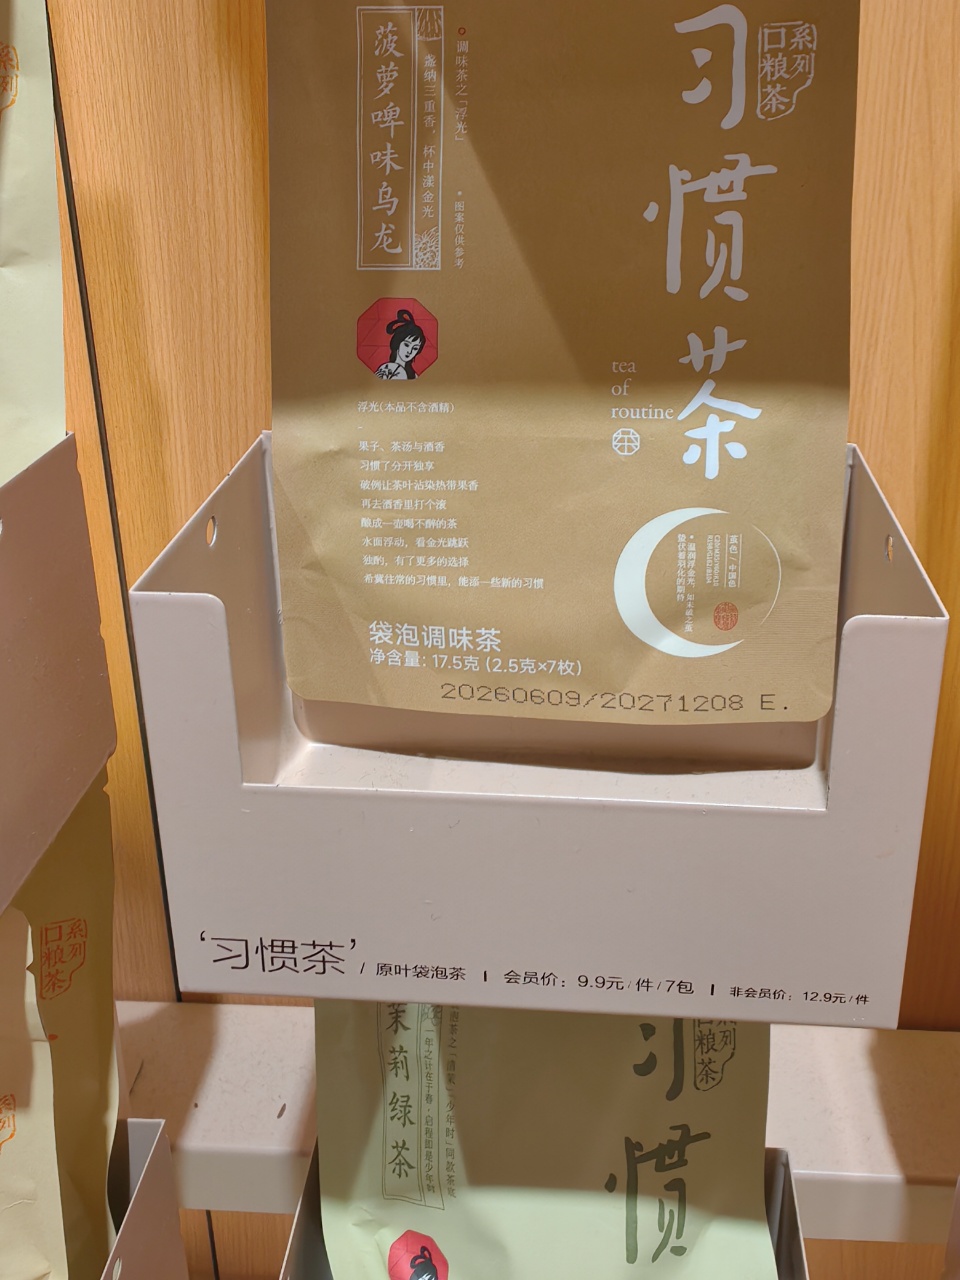 习惯茶
系列
口粮茶
调味茶之「浮光」
*图案仅供参考
盏纳三重香，杯中漾金光
菠萝啤味乌龙
tea
of
routine
浮光(本品不含酒精)
果子、茶汤与酒香
习惯了分开独享
破例让茶叶沾染热带果香
再去酒香里打个滚
酿成一壶喝不醉的茶
水面浮动，看金光跳跃
独酌，有了更多的选择
希冀往常的习惯里，能添一些新的习惯
袋泡调味茶
净含量: 17.5克 (2.5克×7枚)
20260609/20271208 E.
‘习惯茶’ / 原叶袋泡茶 | 会员价：9.9元/件/7包 | 非会员价：12.9元/件
习惯
系列
口粮茶
一年之计在于春
茉莉绿茶
系列
口粮茶
系列